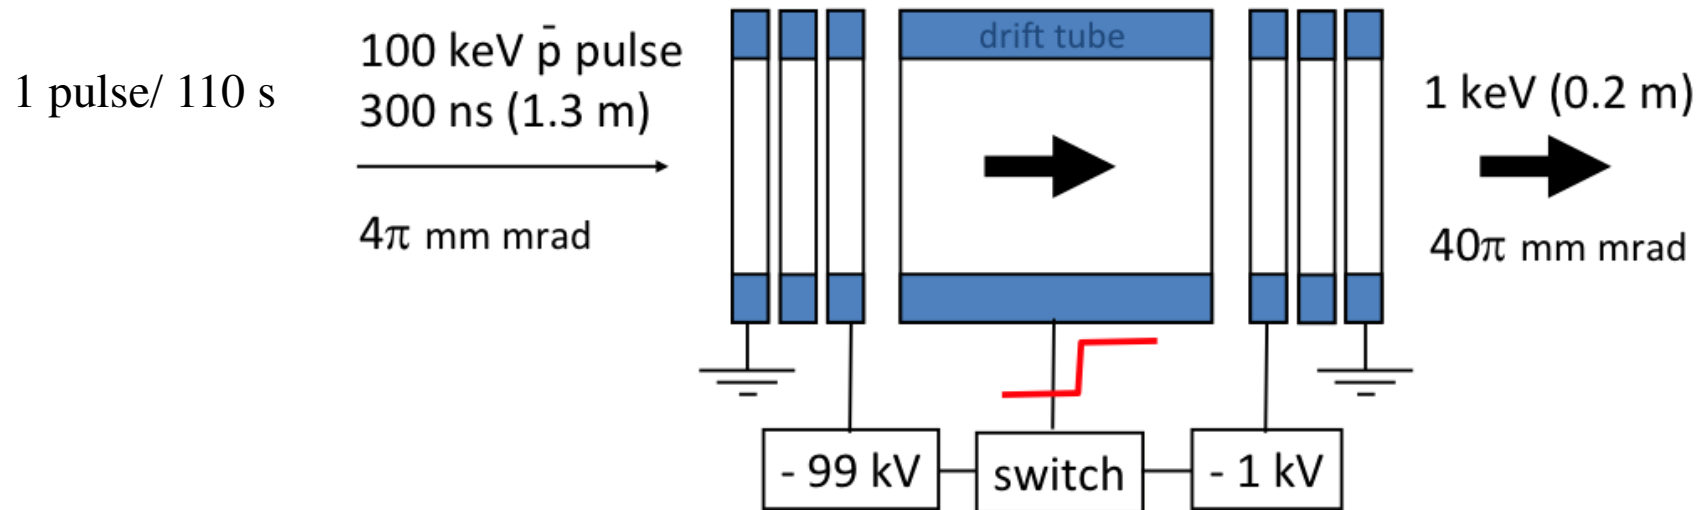 1 pulse/ 110 s
100 keV p̄ pulse
300 ns (1.3 m)
4π mm mrad
drift tube
1 keV (0.2 m)
40π mm mrad
- 99 kV
switch
- 1 kV